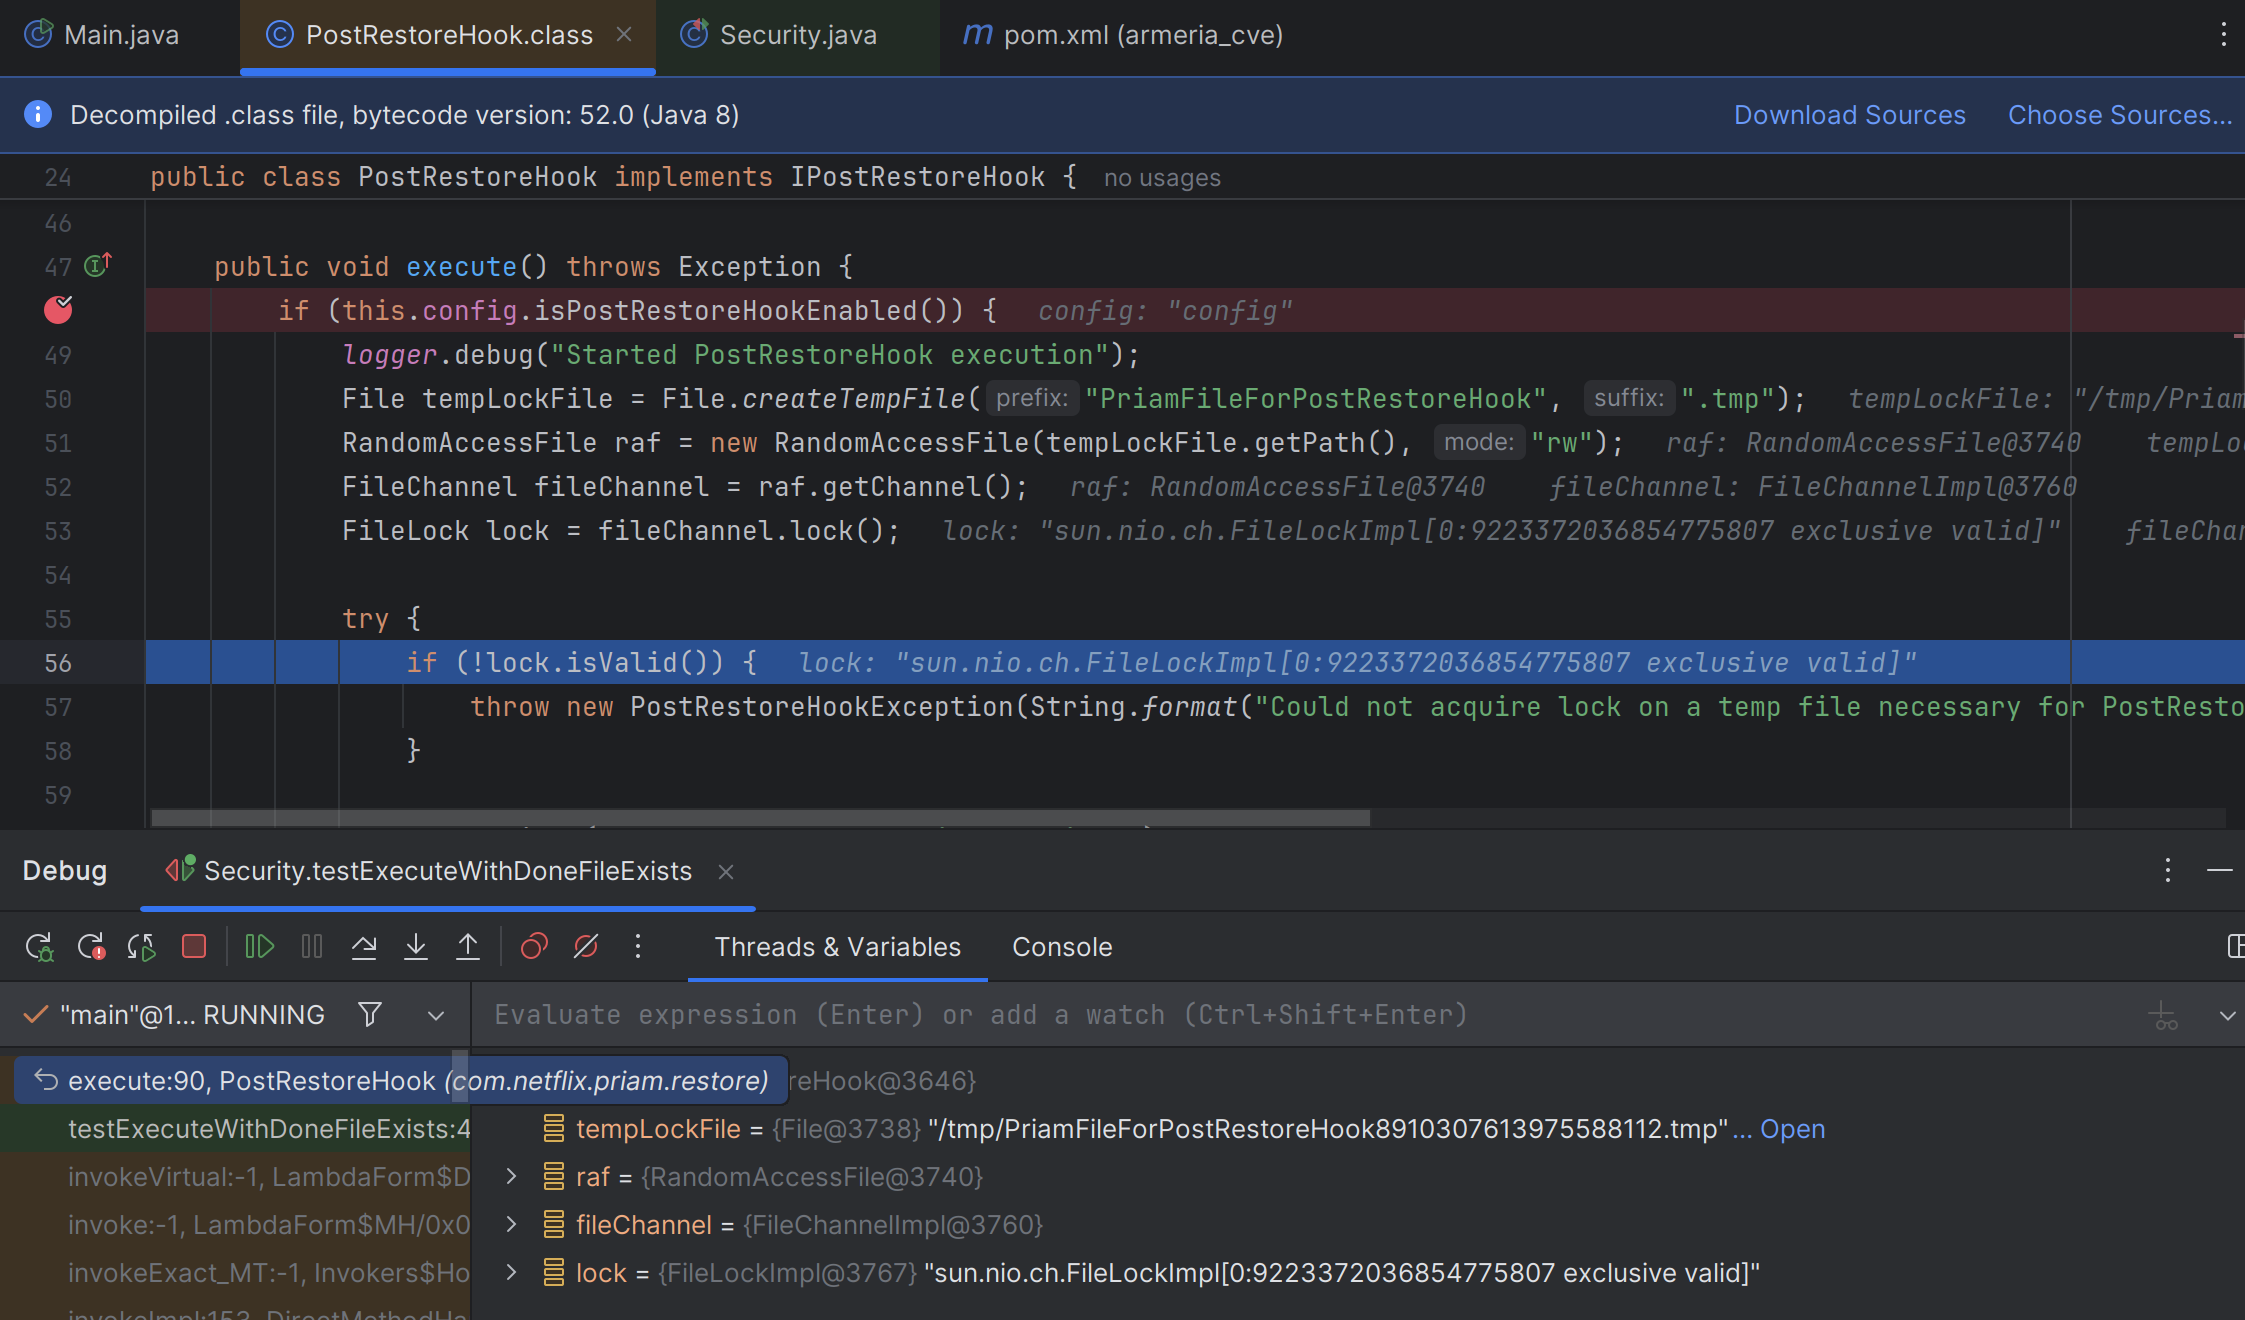 Main.java
PostRestoreHook.class
Security.java
m pom.xml (armeria_cve)
Decompiled .class file, bytecode version: 52.0 (Java 8)
Download Sources Choose Sources...
24 public class PostRestoreHook implements IPostRestoreHook { no usages
46
47 public void execute() throws Exception {
if (this.config.isPostRestoreHookEnabled()) { config: "config"
49 logger.debug("Started PostRestoreHook execution");
50 File tempLockFile = File.createTempFile( prefix: "PriamFileForPostRestoreHook", suffix: ".tmp"); tempLockFile: "/tmp/Priam
51 RandomAccessFile raf = new RandomAccessFile(tempLockFile.getPath(), mode: "rw"); raf: RandomAccessFile@3740 tempLo
52 FileChannel fileChannel = raf.getChannel(); raf: RandomAccessFile@3740 fileChannel: FileChannelImpl@3760
53 FileLock lock = fileChannel.lock(); lock: "sun.nio.ch.FileLockImpl[0:9223372036854775807 exclusive valid]" fileChan
54
55 try {
56 if (!lock.isValid()) { lock: "sun.nio.ch.FileLockImpl[0:9223372036854775807 exclusive valid]"
57 throw new PostRestoreHookException(String.format("Could not acquire lock on a temp file necessary for PostResto
58 }
59
Debug
Security.testExecuteWithDoneFileExists
Threads & Variables
Console
"main"@1... RUNNING
Evaluate expression (Enter) or add a watch (Ctrl+Shift+Enter)
execute:90, PostRestoreHook (com.netflix.priam.restore) reHook@3646}
testExecuteWithDoneFileExists:4
tempLockFile = {File@3738} "/tmp/PriamFileForPostRestoreHook8910307613975588112.tmp" ... Open
invokeVirtual:-1, LambdaForm$D
raf = {RandomAccessFile@3740}
invoke:-1, LambdaForm$MH/0x0
fileChannel = {FileChannelImpl@3760}
invokeExact_MT:-1, Invokers$Ho
lock = {FileLockImpl@3767} "sun.nio.ch.FileLockImpl[0:9223372036854775807 exclusive valid]"
invokeImpl:153, DirectMethodHa